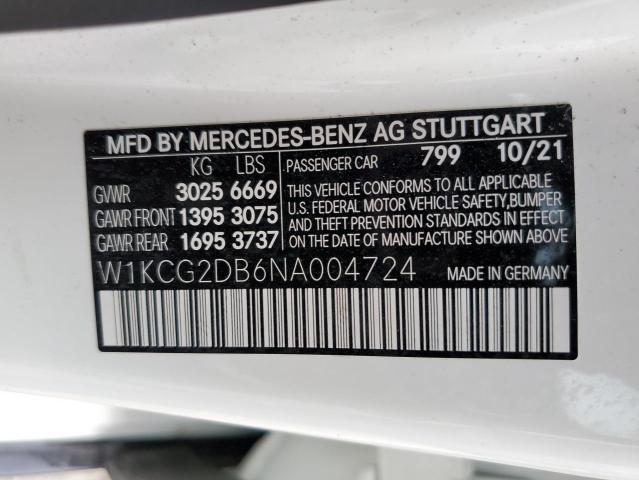 MFD BY MERCEDES-BENZ AG STUTTGART
KG LBS PASSENGER CAR 799 10/21
GVWR 3025 6669
GAWR FRONT 1395 3075
GAWR REAR 1695 3737
THIS VEHICLE CONFORMS TO ALL APPLICABLE
U.S. FEDERAL MOTOR VEHICLE SAFETY,BUMPER
AND THEFT PREVENTION STANDARDS IN EFFECT
ON THE DATE OF MANUFACTURE SHOWN ABOVE.
W1KCG2DB6NA004724 MADE IN GERMANY